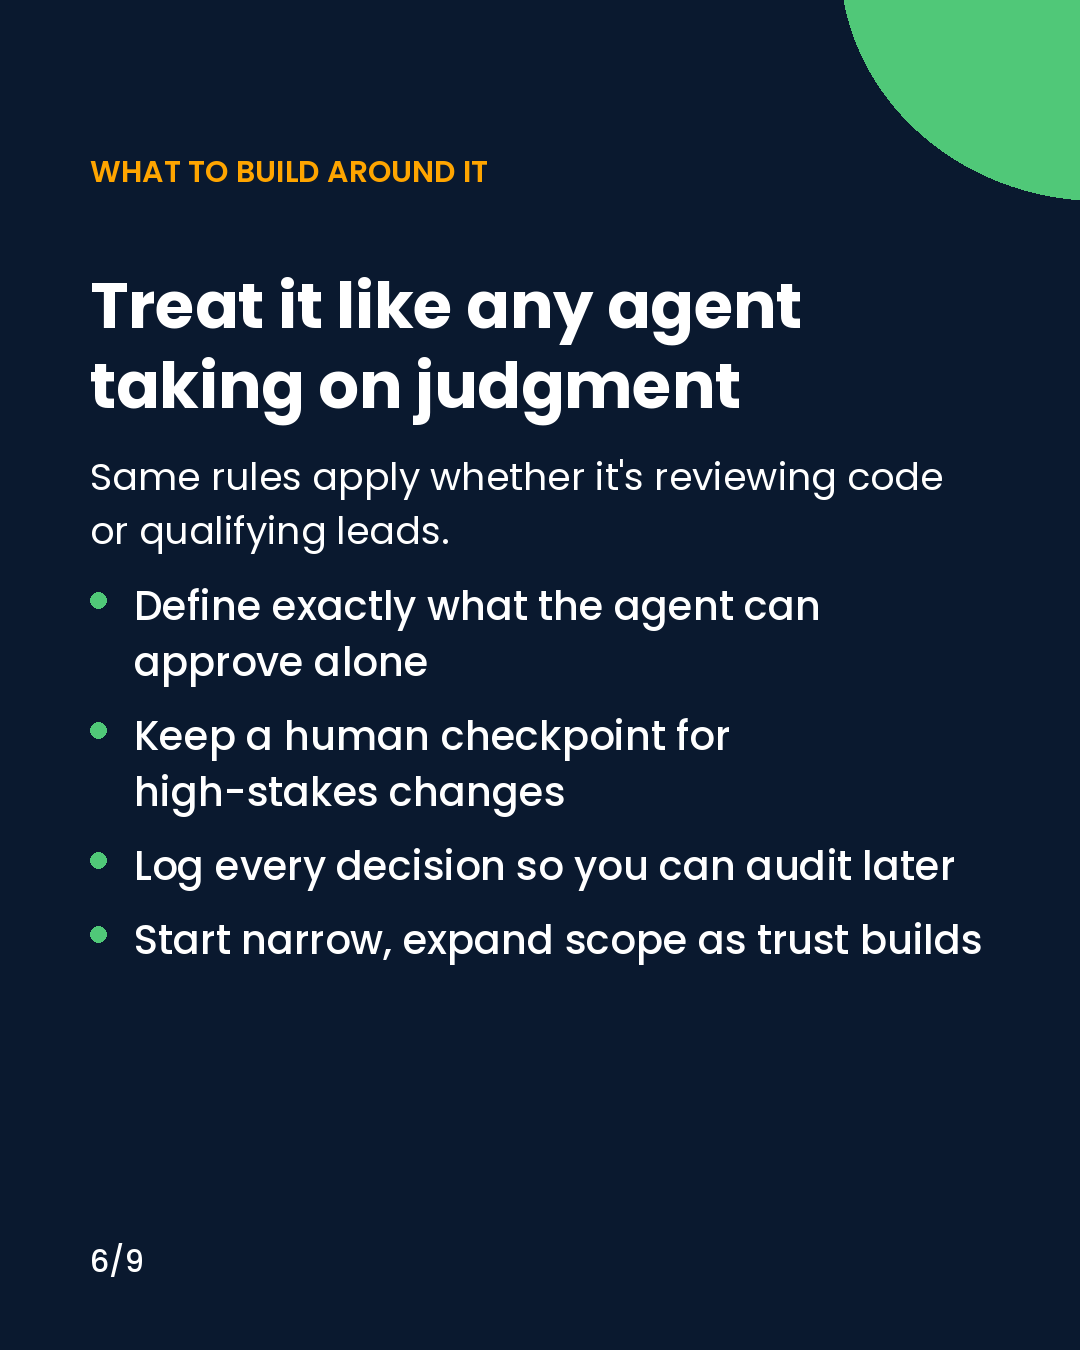 WHAT TO BUILD AROUND IT
Treat it like any agent
taking on judgment
Same rules apply whether it's reviewing code
or qualifying leads.
Define exactly what the agent can
approve alone
Keep a human checkpoint for
high-stakes changes
Log every decision so you can audit later
Start narrow, expand scope as trust builds
6/9